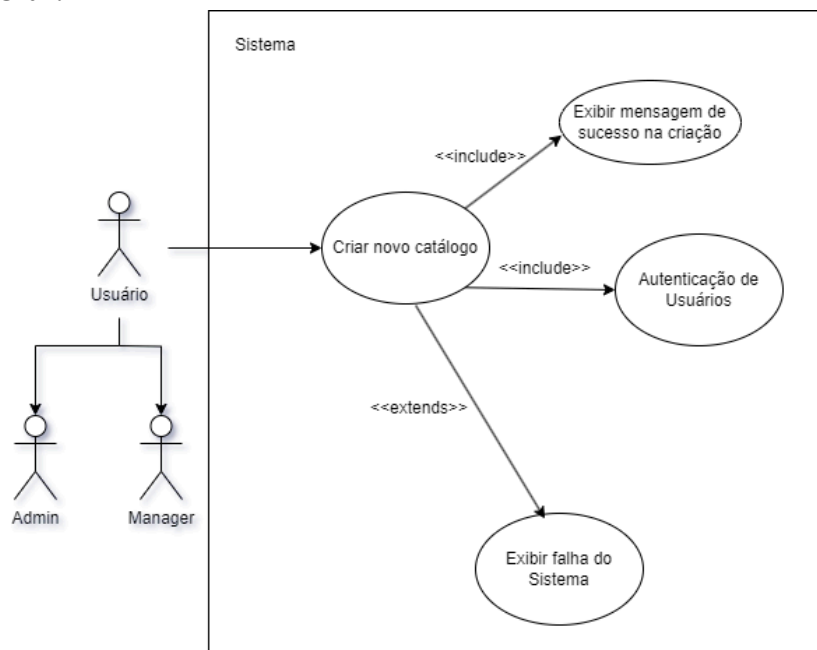 Sistema
Exibir mensagem de
sucesso na criação
<<include>>
Criar novo catálogo
<<include>>
Autenticação de
Usuários
Usuário
<<extends>>
Admin
Manager
Exibir falha do
Sistema